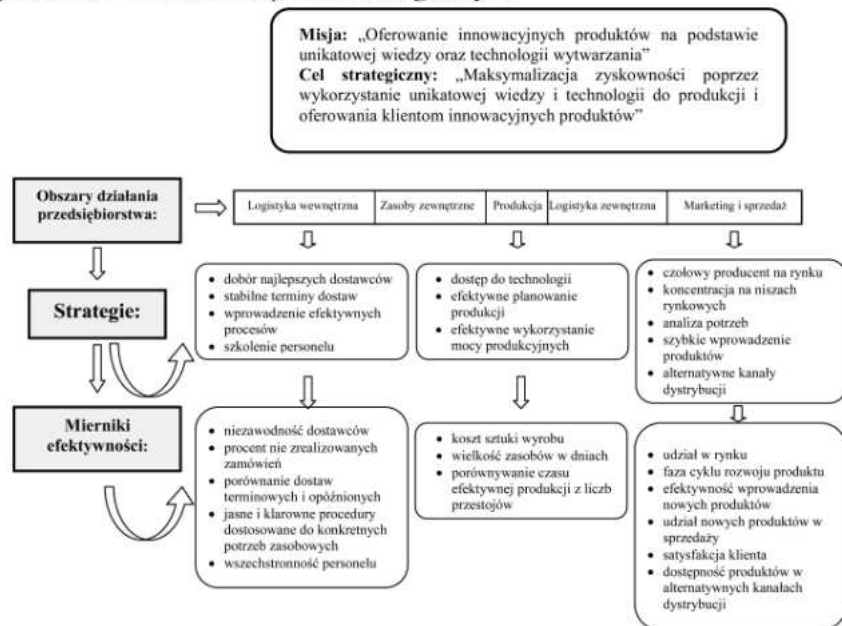 Misja: „Oferowanie innowacyjnych produktów na podstawie
unikatowej wiedzy oraz technologii wytwarzania”
Cel strategiczny: „Maksymalizacja zyskowności poprzez
wykorzystanie unikatowej wiedzy i technologii do produkcji i
oferowania klientom innowacyjnych produktów”
Obszary działania
przedsiębiorstwa:
Logistyka wewnętrzna
Zasoby zewnętrzne
Produkcja
Logistyka zewnętrzna
Marketing i sprzedaż
Strategie:
• dobór najlepszych dostawców
• stabilne terminy dostaw
• wprowadzenie efektywnych
procesów
• szkolenie personelu
• dostęp do technologii
• efektywne planowanie
produkcji
• efektywne wykorzystanie
mocy produkcyjnych
• czołowy producent na rynku
• koncentracja na niszach
rynkowych
• analiza potrzeb
• szybkie wprowadzenie
produktów
• alternatywne kanały
dystrybucji
Mierniki
efektywności:
• niezawodność dostawców
• procent nie zrealizowanych
zamówień
• porównanie dostaw
terminowych i opóźnionych
• jasne i klarowne procedury
dostosowane do konkretnych
potrzeb zasobowych
• wszechstronność personelu
• koszt sztuki wyrobu
• wielkość zasobów w dniach
• porównywanie czasu
efektywnej produkcji z liczb
przestojów
• udział w rynku
• faza cyklu rozwoju produktu
• efektywność wprowadzenia
nowych produktów
• udział nowych produktów w
sprzedaży
• satysfakcja klienta
• dostępność produktów w
alternatywnych kanałach
dystrybucji